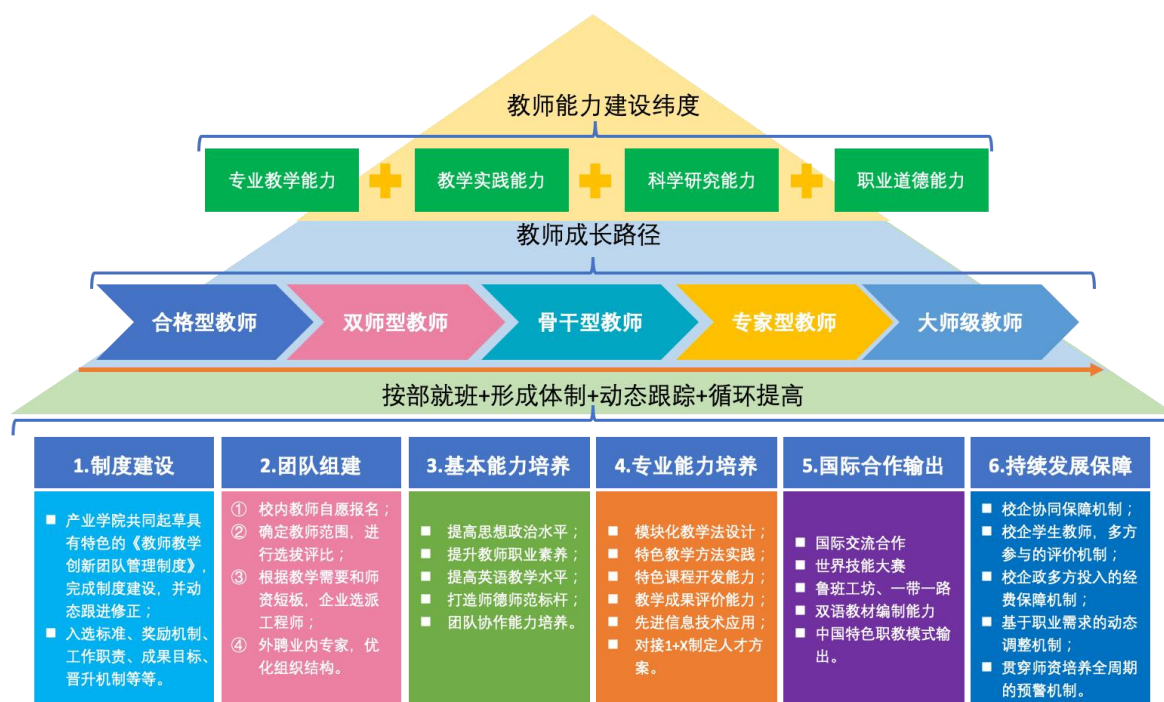 教师能力建设纬度
专业教学能力
教学实践能力
科学研究能力
职业道德能力
教师成长路径
合格型教师
双师型教师
骨干型教师
专家型教师
大师级教师
按部就班+形成体制+动态跟踪+循环提高
1.制度建设
■ 产业学院共同起草具
有特色的《教师教学
创新团队管理制度》，
完成制度建设，并动
态跟进修正；
■ 入选标准、奖励机制、
工作职责、成果目标、
晋升机制等等。
2.团队组建
① 校内教师自愿报名；
② 确定教师范围，进
行选拔评比；
③ 根据教学需要和师
资短板，企业选派
工程师；
④ 外聘业内专家，优
化组织结构。
3.基本能力培养
■ 提高思想政治水平；
■ 提升教师职业素养；
■ 提高英语教学水平；
■ 打造师德师范标杆；
■ 团队协作能力培养。
4.专业能力培养
■ 模块化教学法设计；
■ 特色教学方法实践；
■ 特色课程开发能力；
■ 教学成果评价能力；
■ 先进信息技术应用；
■ 对接1+X制定人才方
案。
5.国际合作输出
■ 国际交流合作
■ 世界技能大赛
■ 鲁班工坊、一带一路
■ 双语教材编制能力
■ 中国特色职教模式输
出。
6.持续发展保障
■ 校企协同保障机制；
■ 校企学生教师，多方
参与的评价机制；
■ 校企政多方投入的经
费保障机制；
■ 基于职业需求的动态
调整机制；
■ 贯穿师资培养全周期
的预警机制。